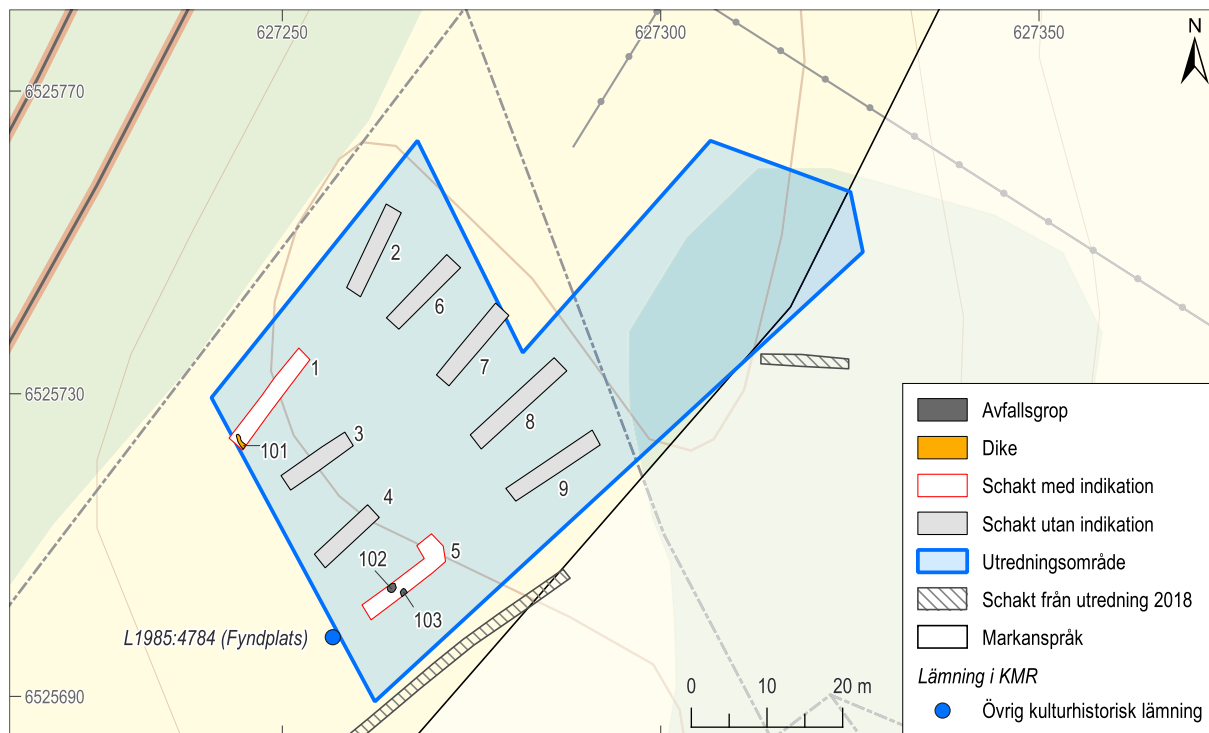 627250
627300
627350
N
6525770
2
6
7
1
6525730
8
3
101
9
4
5
102
103
L1985:4784 (Fyndplats)
6525690
0 10 20 m
Avfallsgrop
Dike
Schakt med indikation
Schakt utan indikation
Utredningsområde
Schakt från utredning 2018
Markanspråk
Lämning i KMR
Övrig kulturhistorisk lämning